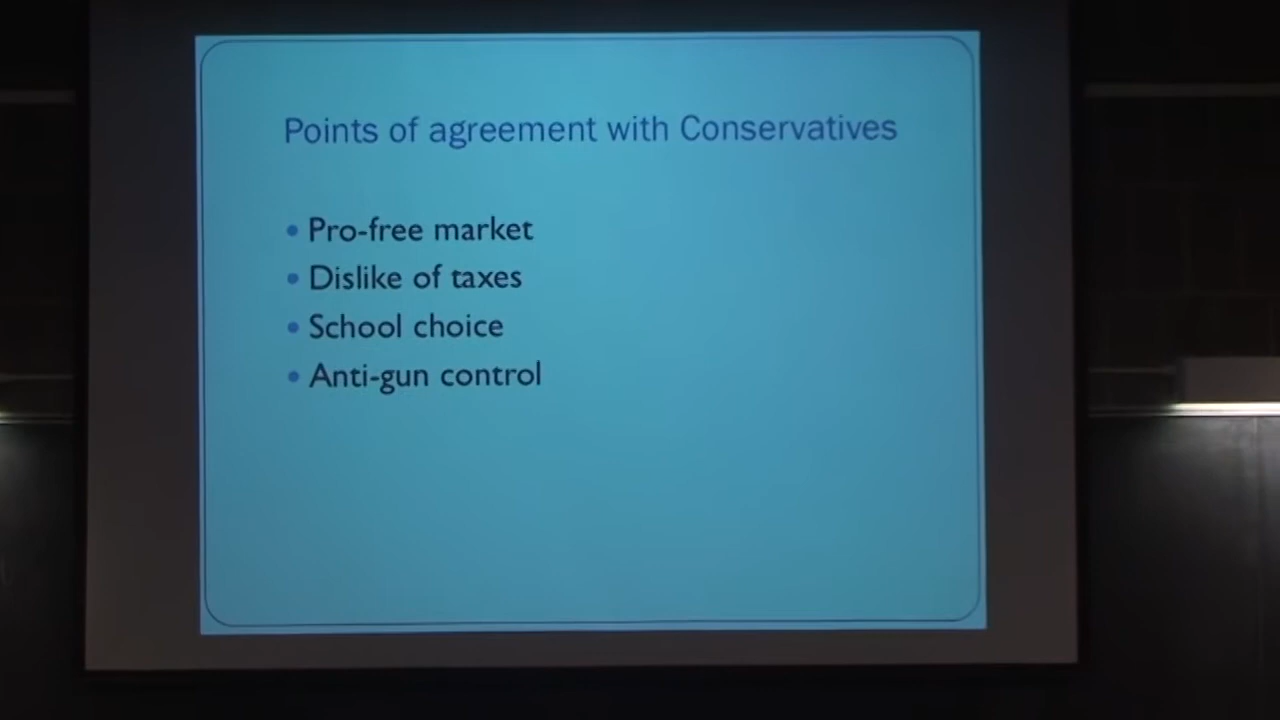 Points of agreement with Conservatives
• Pro-free market
• Dislike of taxes
• School choice
• Anti-gun control